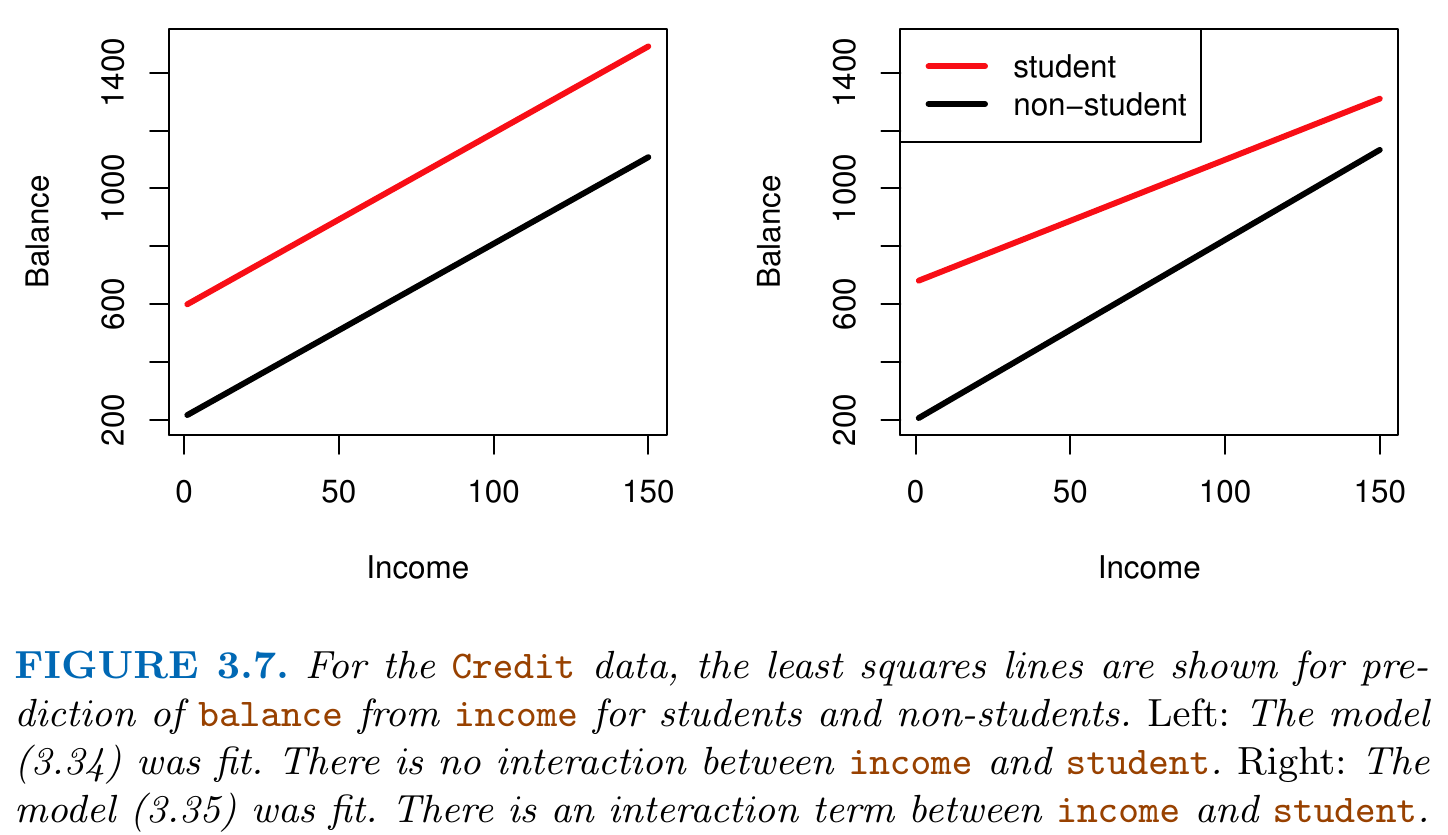 1400
1000
600
200
Balance
0 50 100 150
Income
student
non−student
1400
1000
600
200
Balance
0 50 100 150
Income
FIGURE 3.7. For the Credit data, the least squares lines are shown for pre-
diction of balance from income for students and non-students. Left: The model
(3.34) was fit. There is no interaction between income and student. Right: The
model (3.35) was fit. There is an interaction term between income and student.